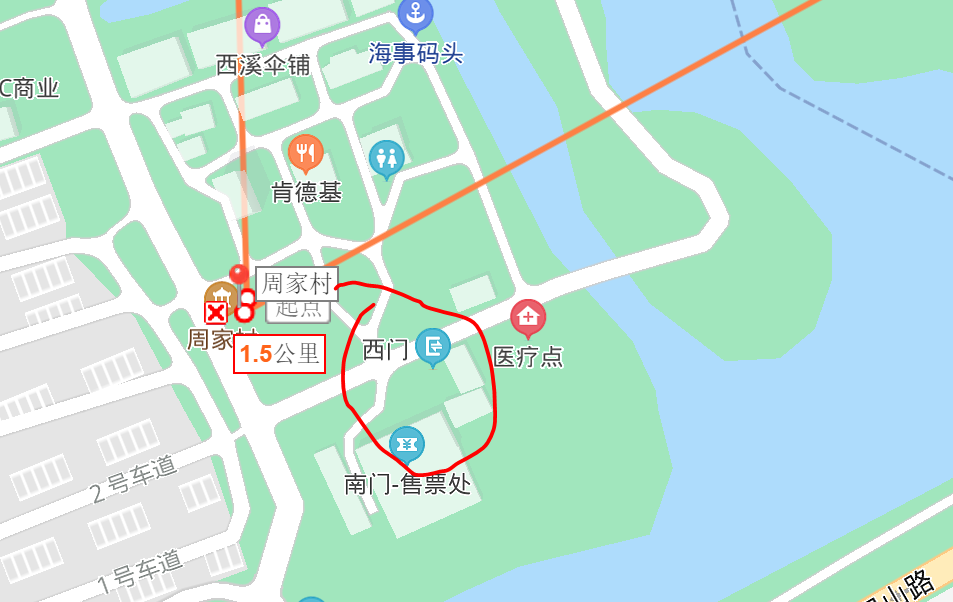 西溪伞铺
海事码头
C商业
肯德基
周家村
起点
周家村
1.5公里
西门
医疗点
南门-售票处
2号车道
1号车道
山路